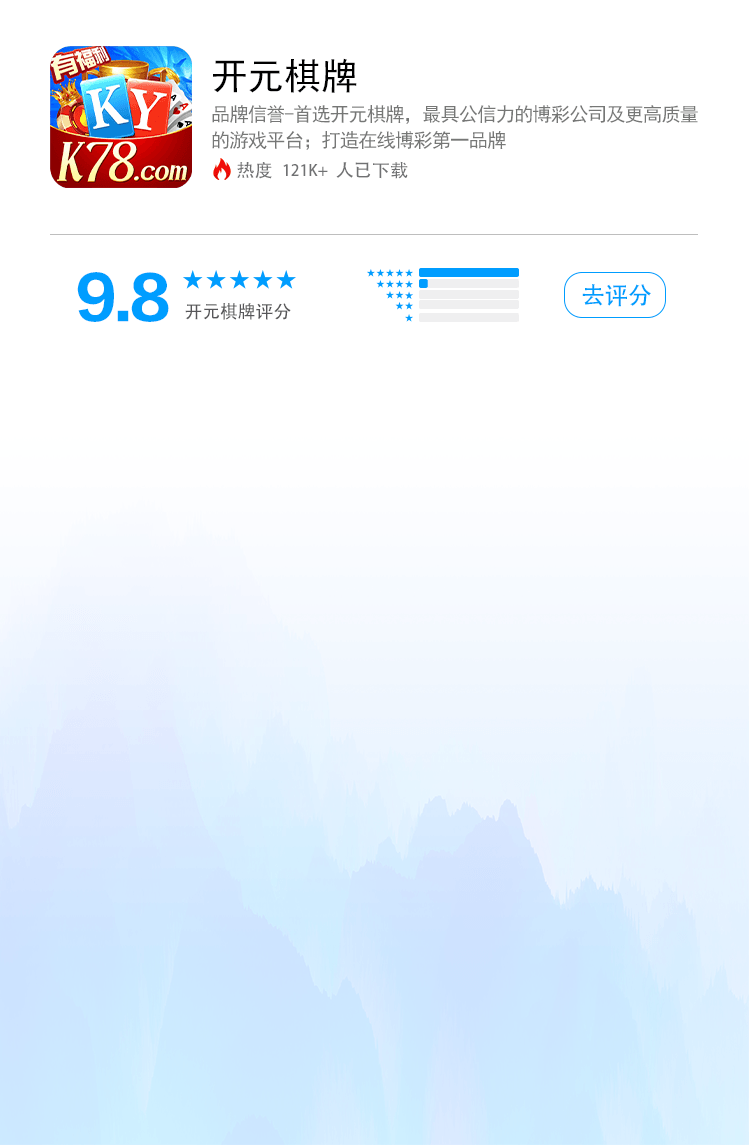 有福利
KY
K78.com
开元棋牌
品牌信誉-首选开元棋牌，最具公信力的博彩公司及更高质量
的游戏平台；打造在线博彩第一品牌
热度 121K+ 人已下载
9.8 ★★★★★
开元棋牌评分
★★★★★
★★★★
★★★
★★
★
去评分